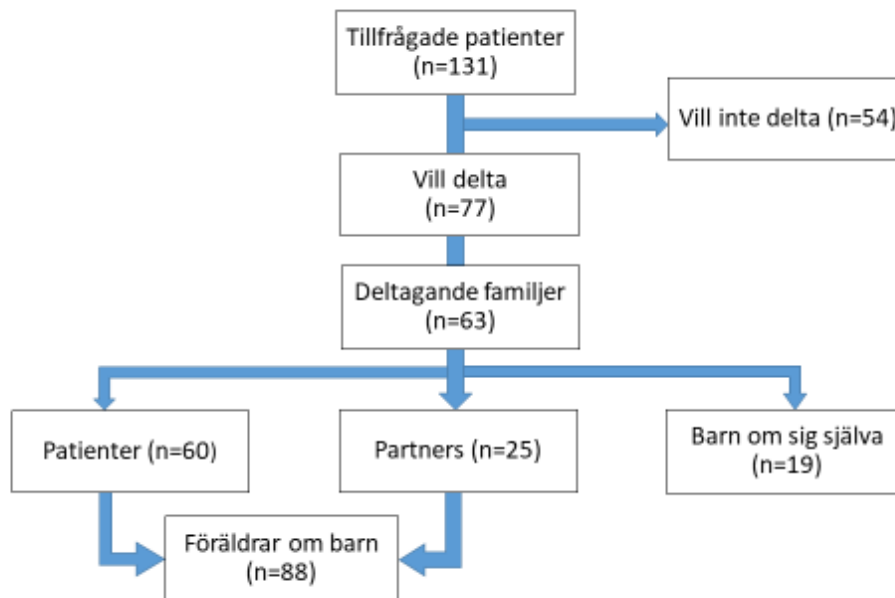 Tillfrågade patienter
(n=131)
Vill inte delta (n=54)
Vill delta
(n=77)
Deltagande familjer
(n=63)
Patienter (n=60)
Partners (n=25)
Barn om sig själva
(n=19)
Föräldrar om barn
(n=88)